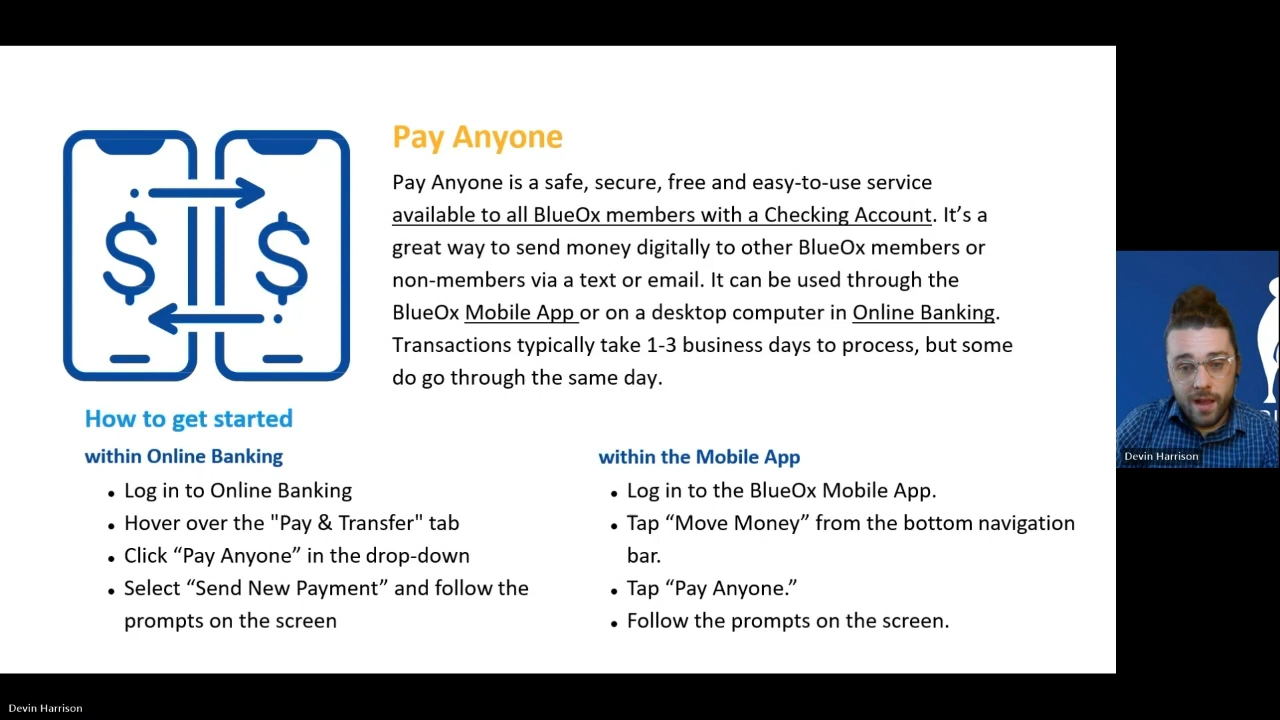 Pay Anyone
Pay Anyone is a safe, secure, free and easy-to-use service
available to all BlueOx members with a Checking Account. It’s a
great way to send money digitally to other BlueOx members or
non-members via a text or email. It can be used through the
BlueOx Mobile App or on a desktop computer in Online Banking.
Transactions typically take 1-3 business days to process, but some
do go through the same day.
How to get started
within Online Banking
• Log in to Online Banking
• Hover over the "Pay & Transfer" tab
• Click “Pay Anyone” in the drop-down
• Select “Send New Payment” and follow the
prompts on the screen
within the Mobile App
• Log in to the BlueOx Mobile App.
• Tap “Move Money” from the bottom navigation
bar.
• Tap “Pay Anyone.”
• Follow the prompts on the screen.
Devin Harrison
Devin Harrison